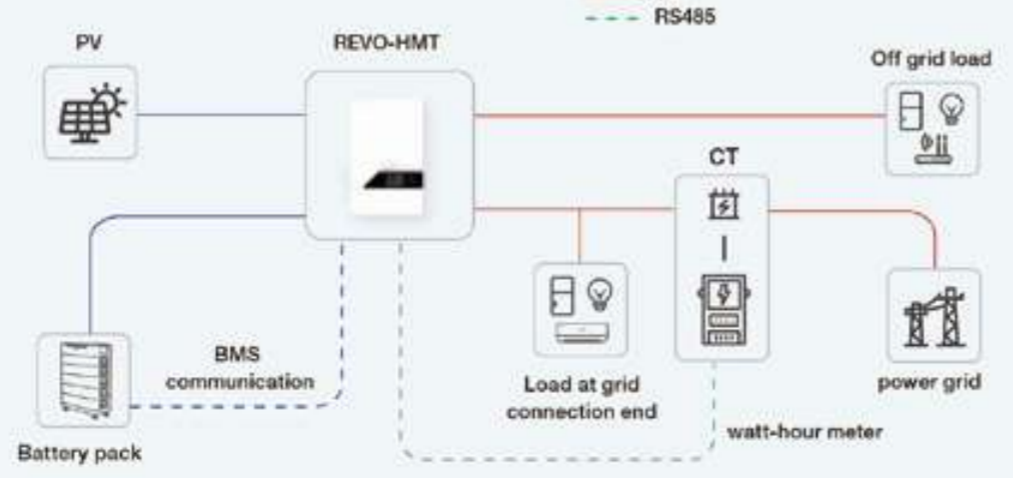 RS485
PV
REVO-HMT
Off grid load
CT
BMS
communication
Load at grid
connection end
power grid
watt-hour meter
Battery pack